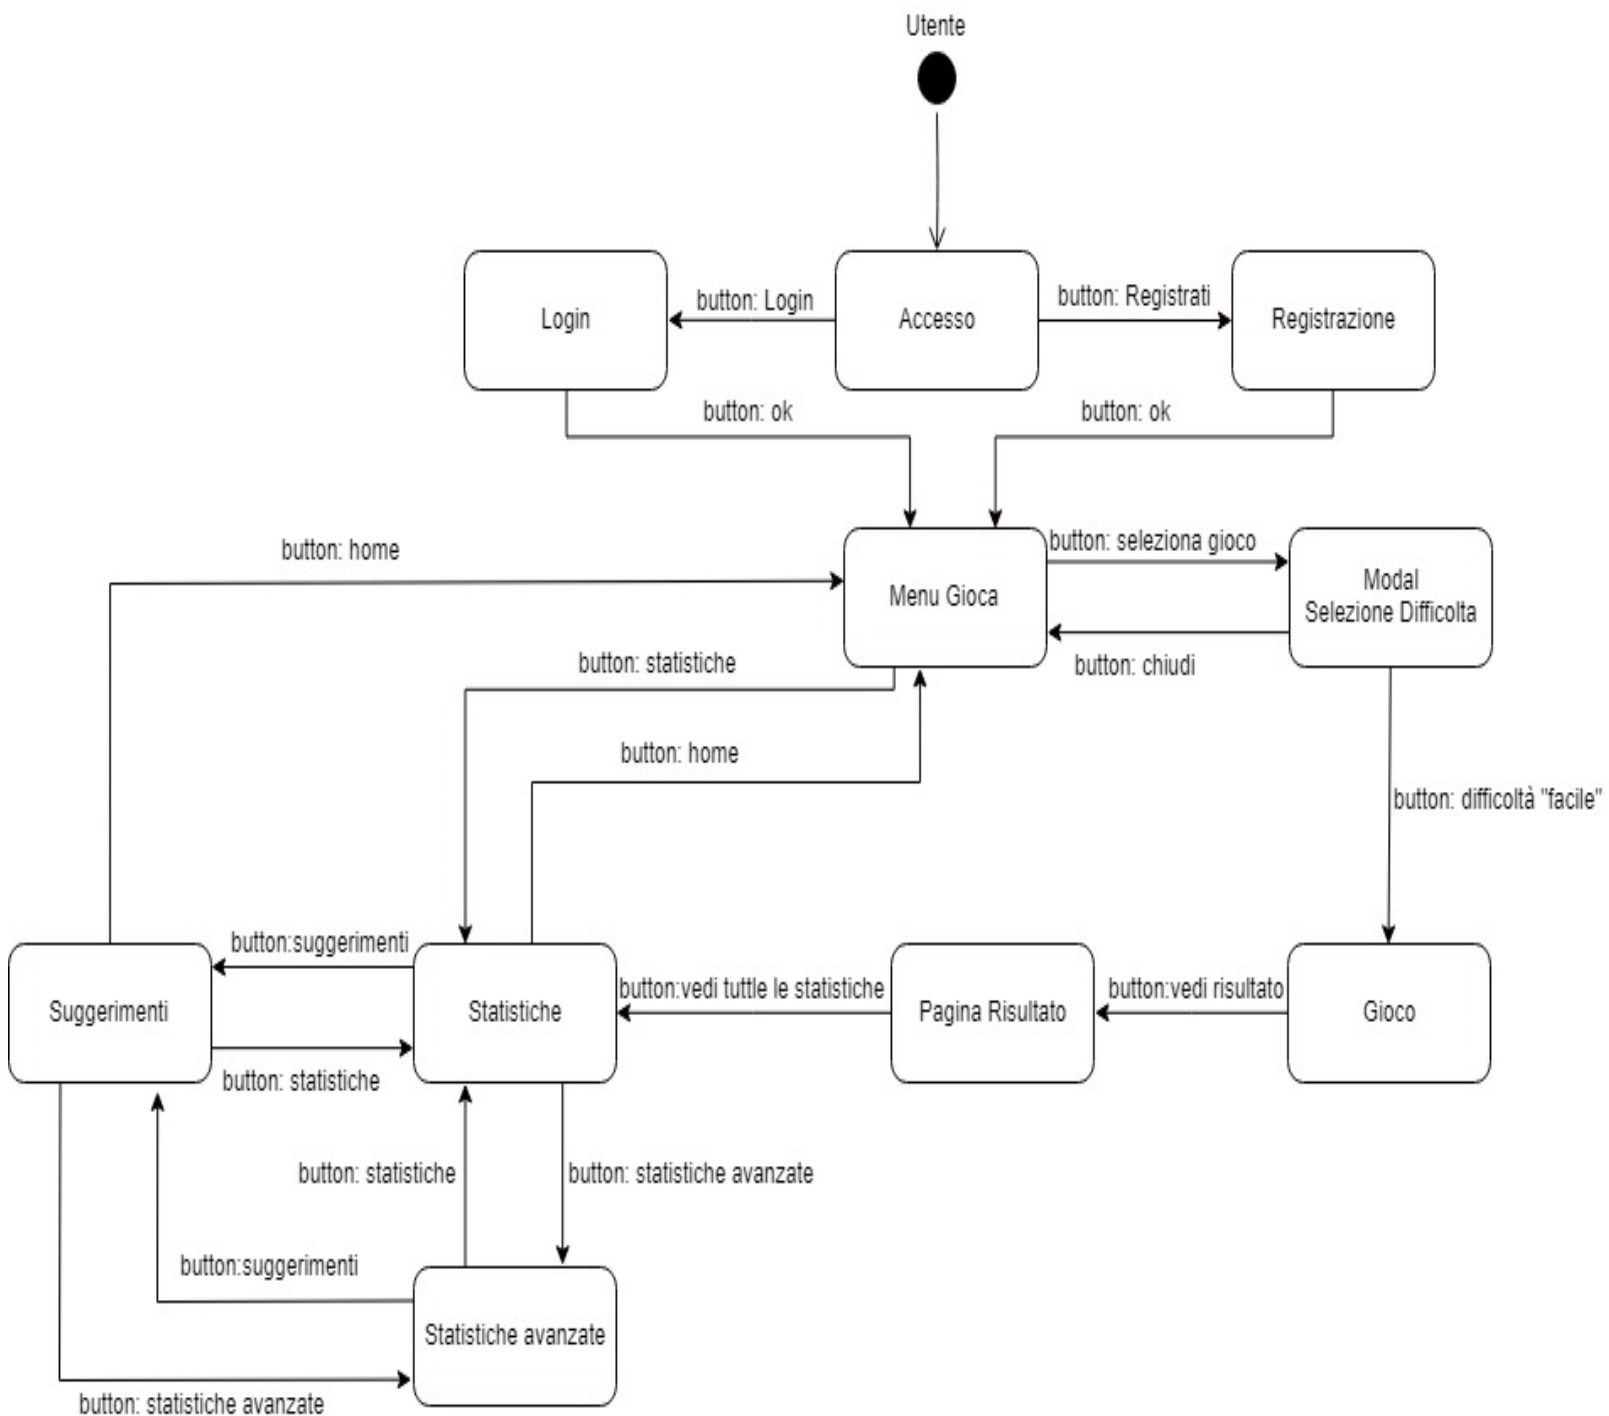 Utente
Login
button: Login
Accesso
button: Registrati
Registrazione
button: ok
button: ok
button: home
Menu Gioca
button: seleziona gioco
Modal
Selezione Difficolta
button: chiudi
button: statistiche
button: home
button: difficoltà "facile"
Suggerimenti
button:suggerimenti
button: statistiche
Statistiche
button:vedi tuttle le statistiche
Pagina Risultato
button:vedi risultato
Gioco
button: statistiche
button: statistiche avanzate
button:suggerimenti
Statistiche avanzate
button: statistiche avanzate